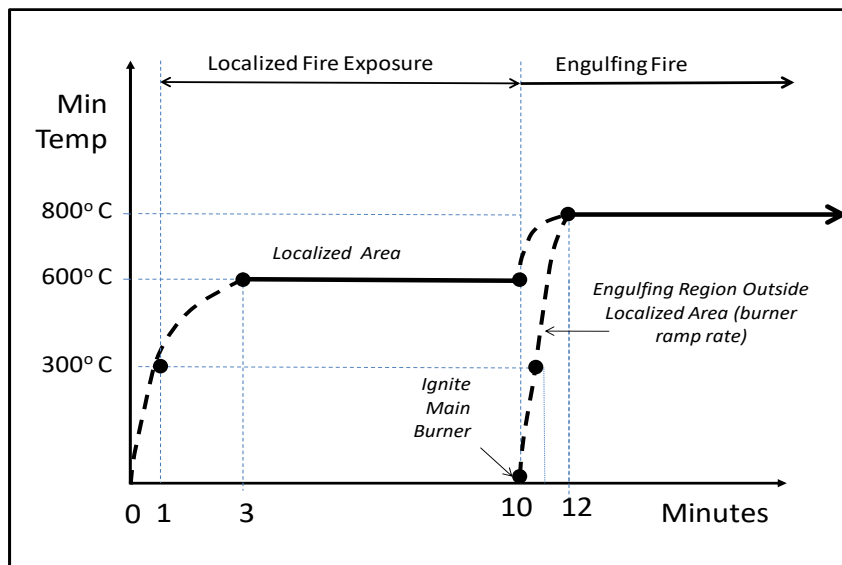 Localized Fire Exposure
Engulfing Fire
Min
Temp
800° C
Localized Area
600° C
Engulfing Region Outside
Localized Area (burner
ramp rate)
300° C
Ignite
Main
Burner
0 1 3 10 12 Minutes